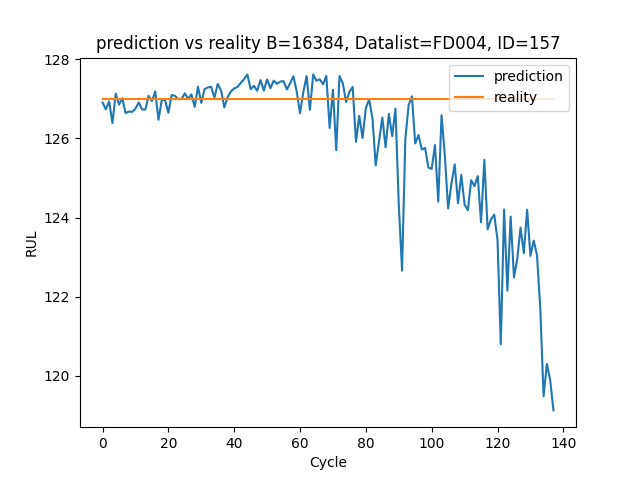 prediction vs reality B=16384, Datalist=FD004, ID=157
128
126
124
122
120
RUL
prediction
reality
0 20 40 60 80 100 120 140
Cycle